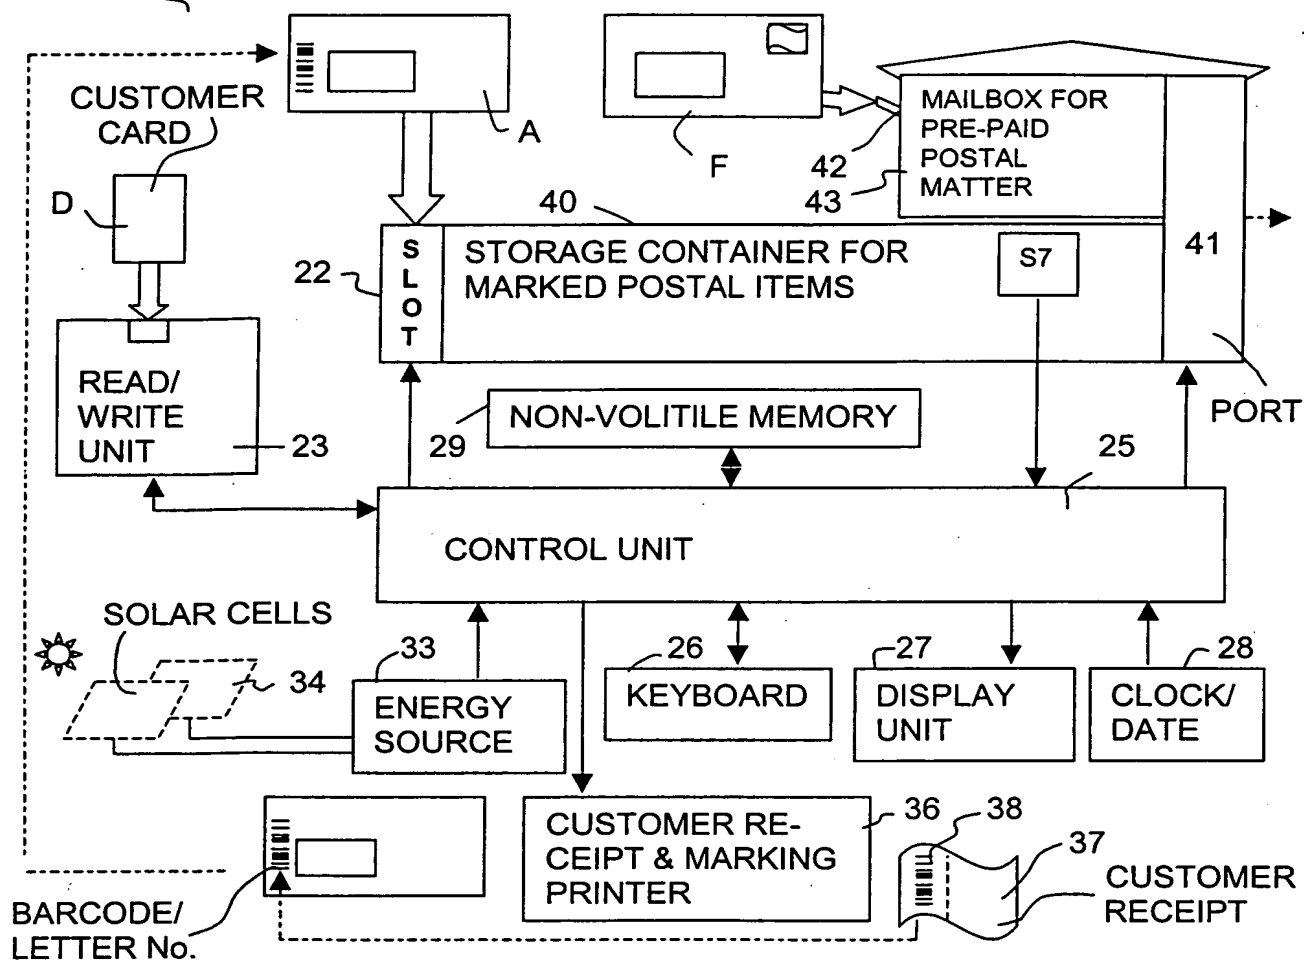 CUSTOMER
CARD
D
A
F
42
MAILBOX FOR
PRE-PAID
POSTAL
MATTER
43
40
22
SLOT
STORAGE CONTAINER FOR
MARKED POSTAL ITEMS
S7
41
PORT
READ/
WRITE
UNIT
23
29
NON-VOLITILE MEMORY
25
CONTROL UNIT
SOLAR CELLS
34
33
ENERGY
SOURCE
26
KEYBOARD
27
DISPLAY
UNIT
28
CLOCK/
DATE
BARCODE/
LETTER No.
CUSTOMER RE-
CEIPT & MARKING
PRINTER
36
38
37
CUSTOMER
RECEIPT